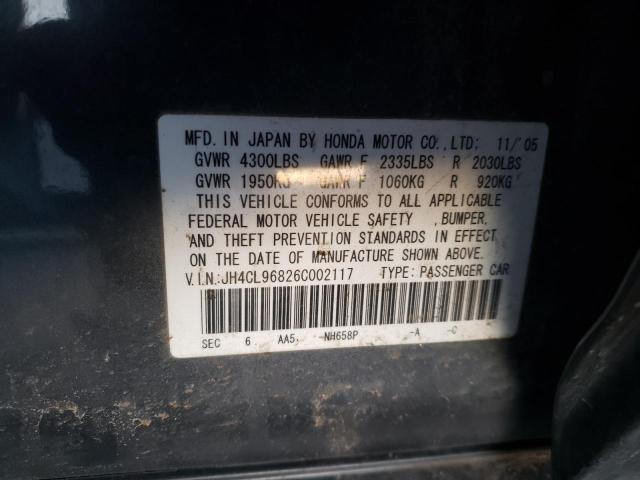 MFD. IN JAPAN BY HONDA MOTOR CO., LTD: 11/'05
GVWR 4300LBS GAWR F 2335LBS R 2030LBS
GVWR 1950KG GAWR F 1060KG R 920KG
THIS VEHICLE CONFORMS TO ALL APPLICABLE
FEDERAL MOTOR VEHICLE SAFETY ,BUMPER,
AND THEFT PREVENTION STANDARDS IN EFFECT
ON THE DATE OF MANUFACTURE SHOWN ABOVE.
V.I.N:JH4CL96826C002117 TYPE: PASSENGER CAR
SEC 6 AA5, -NH658P -A -C